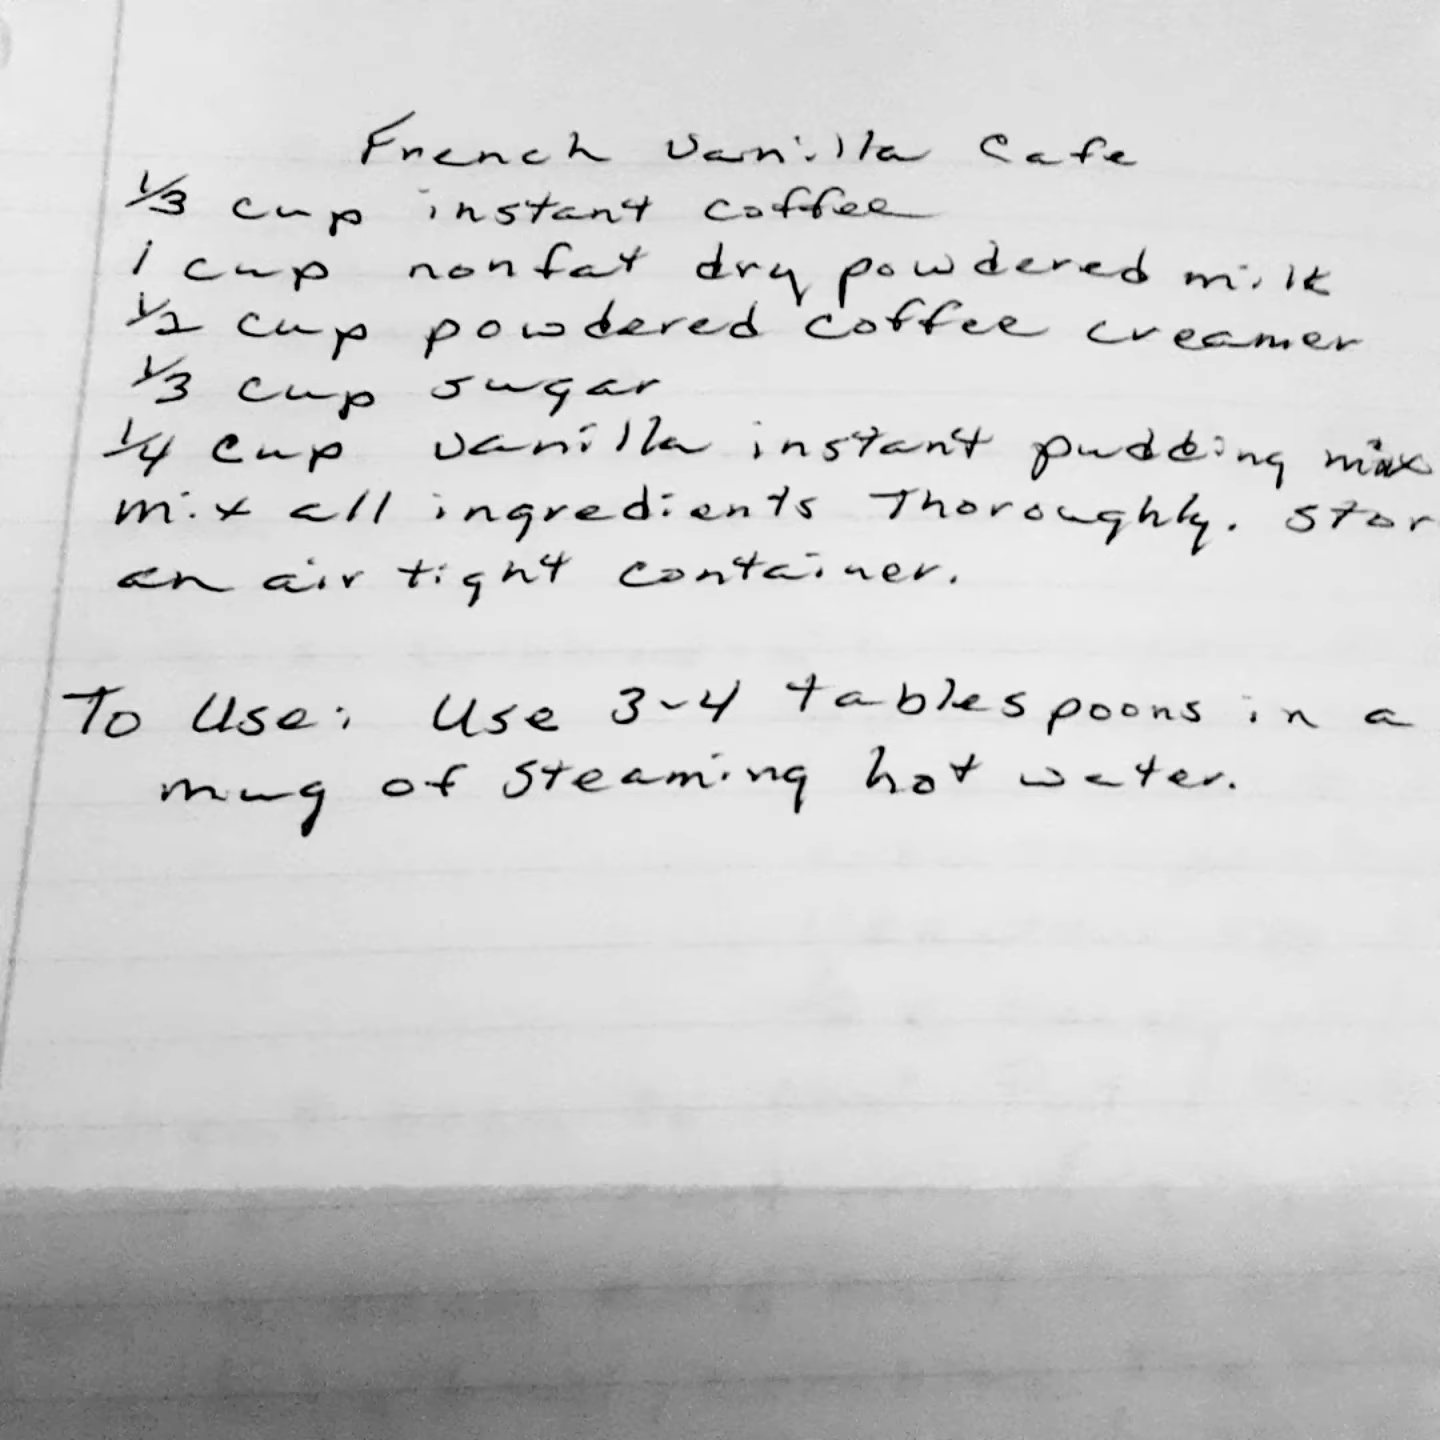 French Vanilla Cafe
1/3 cup instant coffee
1 cup nonfat dry powdered milk
1/2 cup powdered coffee creamer
1/3 cup sugar
1/4 cup vanilla instant pudding mix
mix all ingredients Thoroughly. Stor
an air tight container.
To Use: Use 3-4 tablespoons in a
mug of steaming hot water.